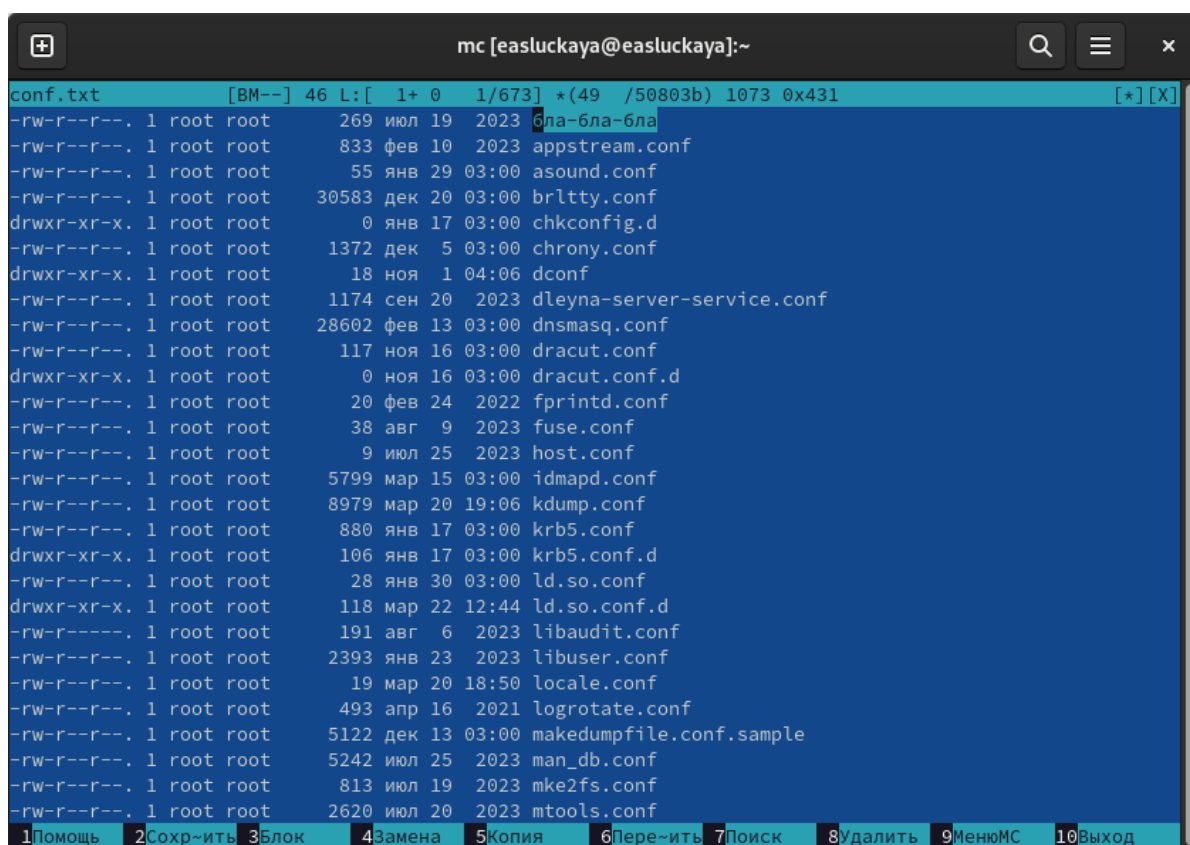 mc [easluckaya@easluckaya]:~
conf.txt           [BM--] 46 L:[  1+ 0   1/673] *(49  /50803b) 1073 0x431                         [*][X]
-rw-r--r--. 1 root root      269 июл 19  2023 бла-бла-бла
-rw-r--r--. 1 root root      833 фев 10  2023 appstream.conf
-rw-r--r--. 1 root root       55 янв 29 03:00 asound.conf
-rw-r--r--. 1 root root    30583 дек 20 03:00 brltty.conf
drwxr-xr-x. 1 root root        0 янв 17 03:00 chkconfig.d
-rw-r--r--. 1 root root     1372 дек  5 03:00 chrony.conf
drwxr-xr-x. 1 root root       18 ноя  1 04:06 dconf
-rw-r--r--. 1 root root     1174 сен 20  2023 dleyna-server-service.conf
-rw-r--r--. 1 root root    28602 фев 13 03:00 dnsmasq.conf
-rw-r--r--. 1 root root      117 ноя 16 03:00 dracut.conf
drwxr-xr-x. 1 root root        0 ноя 16 03:00 dracut.conf.d
-rw-r--r--. 1 root root       20 фев 24  2022 fprintd.conf
-rw-r--r--. 1 root root       38 авг  9  2023 fuse.conf
-rw-r--r--. 1 root root        9 июл 25  2023 host.conf
-rw-r--r--. 1 root root     5799 мар 15 03:00 idmapd.conf
-rw-r--r--. 1 root root     8979 мар 20 19:06 kdump.conf
-rw-r--r--. 1 root root      880 янв 17 03:00 krb5.conf
drwxr-xr-x. 1 root root      106 янв 17 03:00 krb5.conf.d
-rw-r--r--. 1 root root       28 янв 30 03:00 ld.so.conf
drwxr-xr-x. 1 root root      118 мар 22 12:44 ld.so.conf.d
-rw-r-----. 1 root root      191 авг  6  2023 libaudit.conf
-rw-r--r--. 1 root root     2393 янв 23  2023 libuser.conf
-rw-r--r--. 1 root root       19 мар 20 18:50 locale.conf
-rw-r--r--. 1 root root      493 апр 16  2021 logrotate.conf
-rw-r--r--. 1 root root     5122 дек 13 03:00 makedumpfile.conf.sample
-rw-r--r--. 1 root root     5242 июл 25  2023 man_db.conf
-rw-r--r--. 1 root root      813 июл 19  2023 mke2fs.conf
-rw-r--r--. 1 root root     2620 июл 20  2023 mtools.conf
1Помощь 2Сохр~ить 3Блок 4Замена 5Копия 6Пере~ить 7Поиск 8Удалить 9МенюMC 10Выход